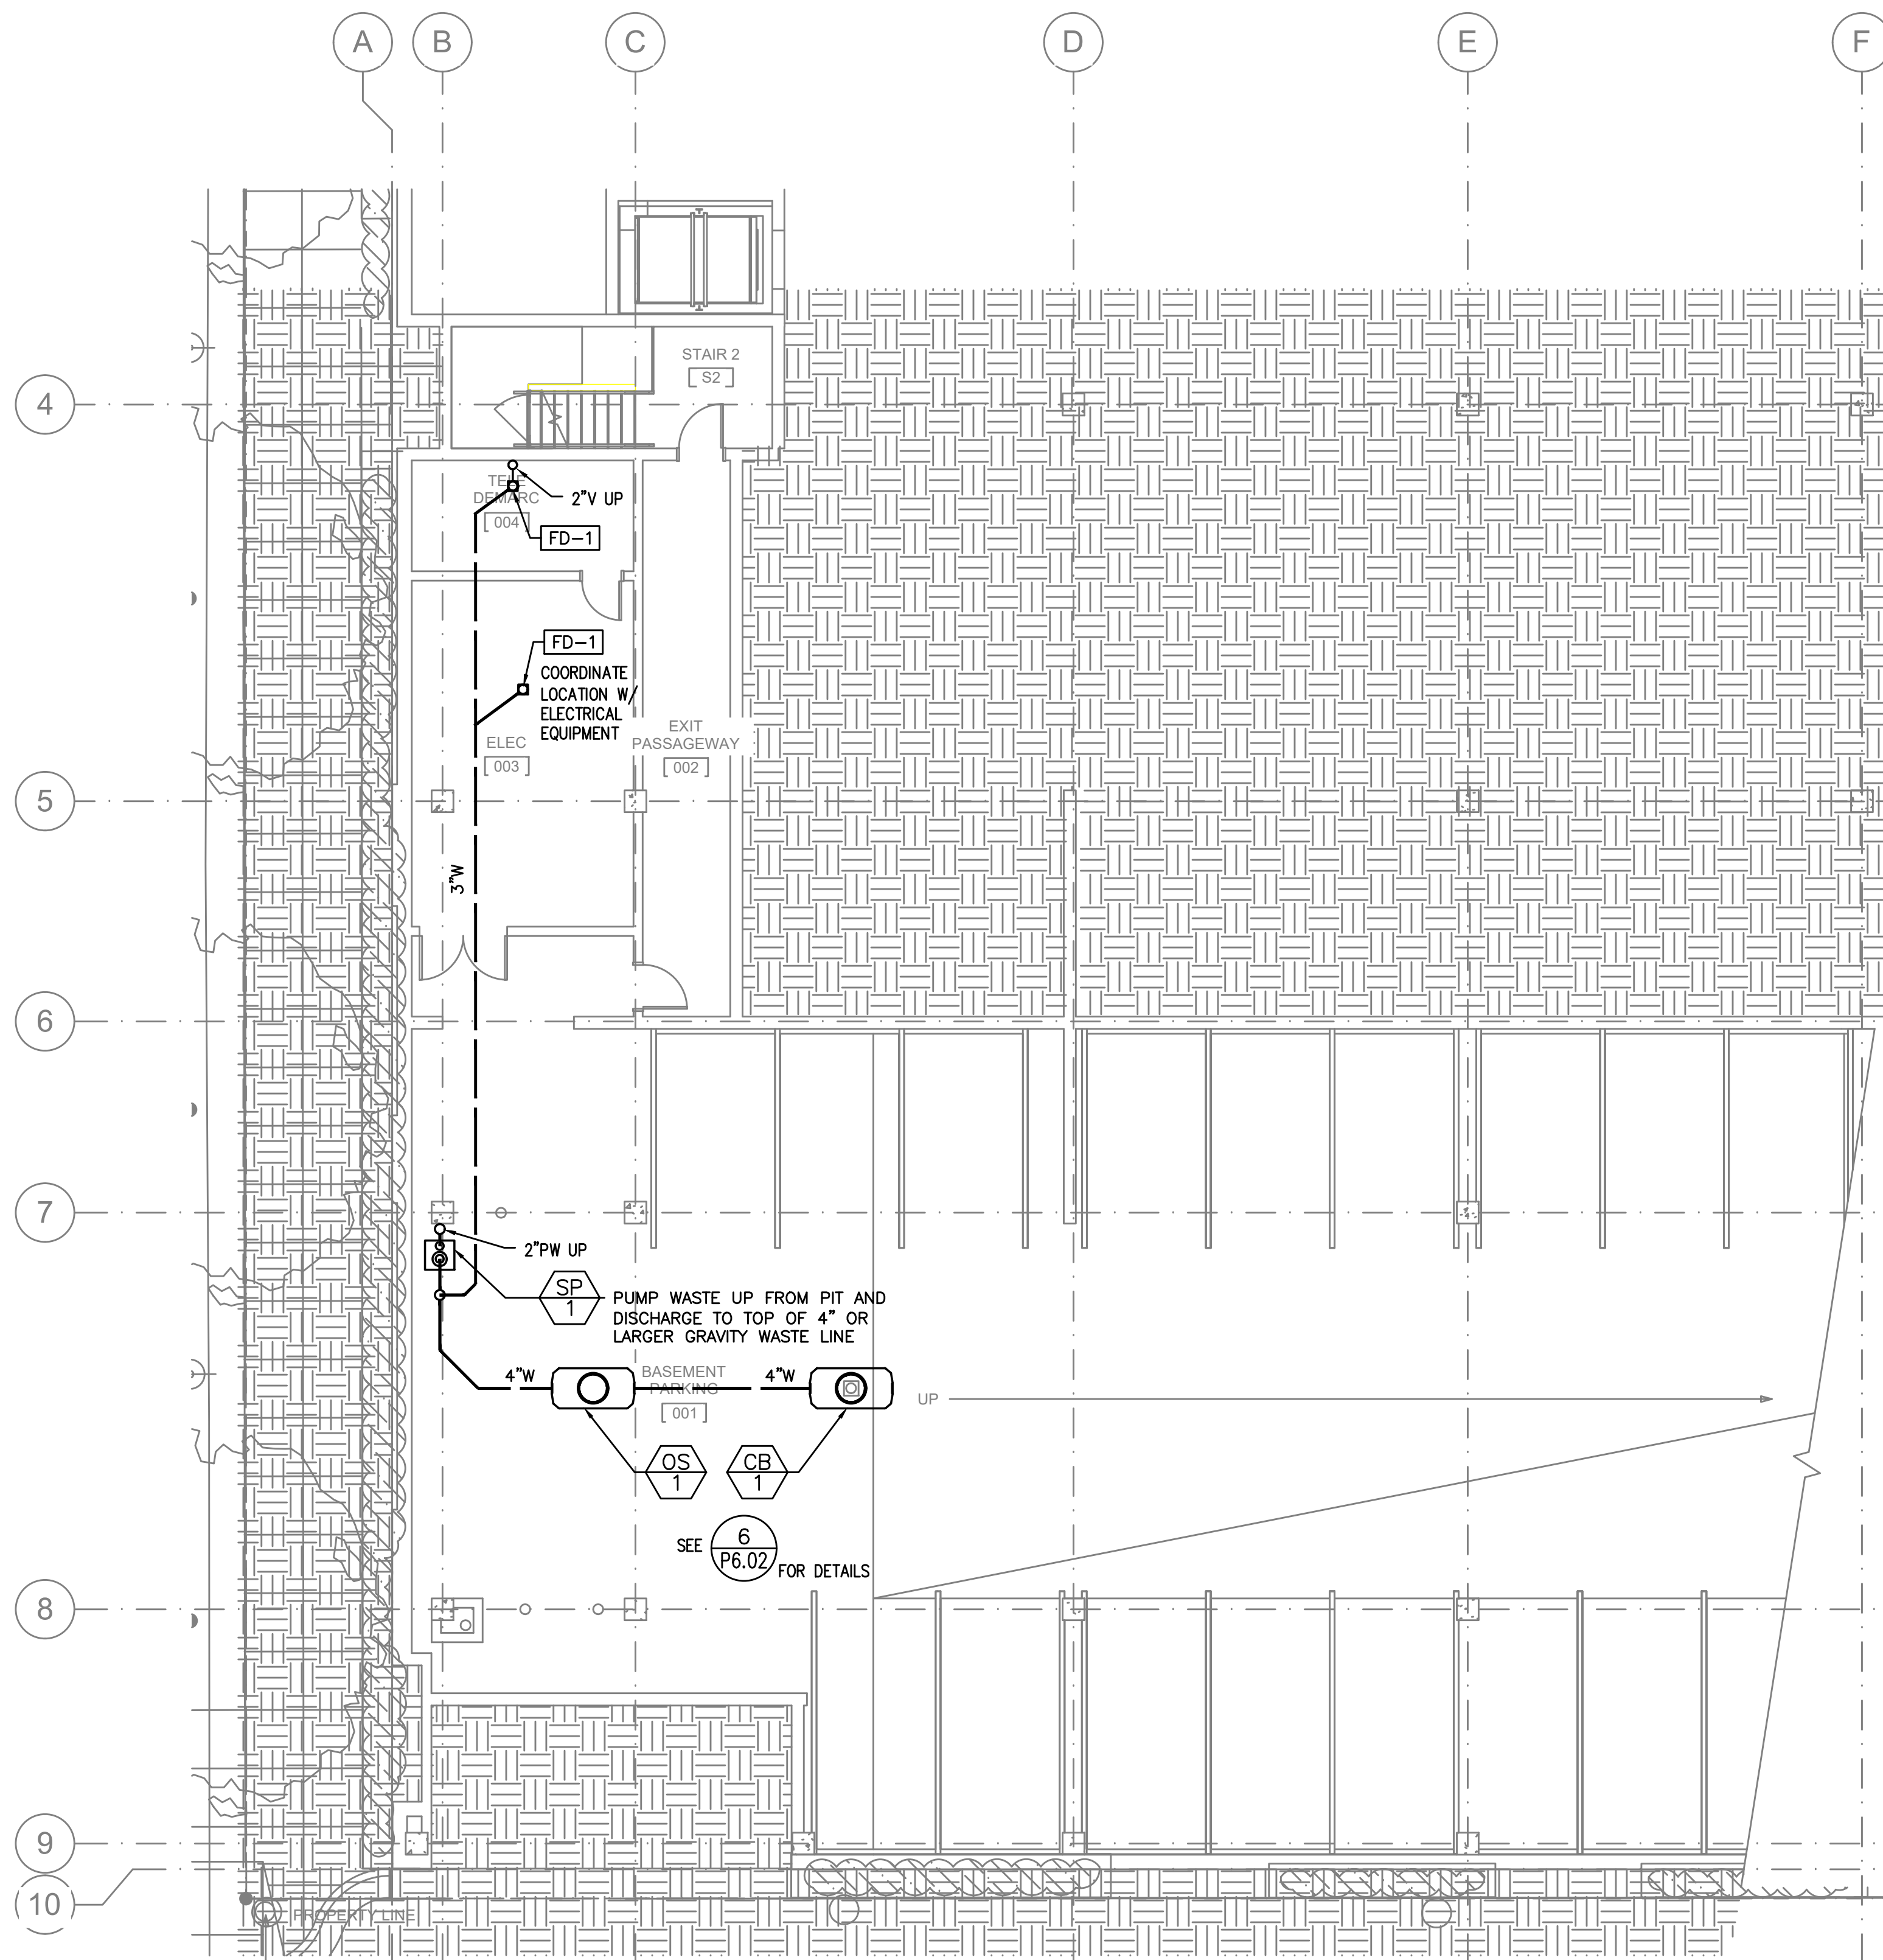 A
B
C
D
E
F
STAIR 2
S2
4
TELE
DEMARC
004
2"V UP
FD-1
FD-1
COORDINATE
LOCATION W/
ELECTRICAL
EQUIPMENT
EXIT
PASSAGEWAY
002
ELEC
003
5
3"W
6
7
2"PW UP
SP
1
PUMP WASTE UP FROM PIT AND
DISCHARGE TO TOP OF 4" OR
LARGER GRAVITY WASTE LINE
4"W
BASEMENT
PARKING
001
4"W
UP
OS
1
CB
1
SEE
6
P6.02
FOR DETAILS
8
9
10
PROPERTY LINE